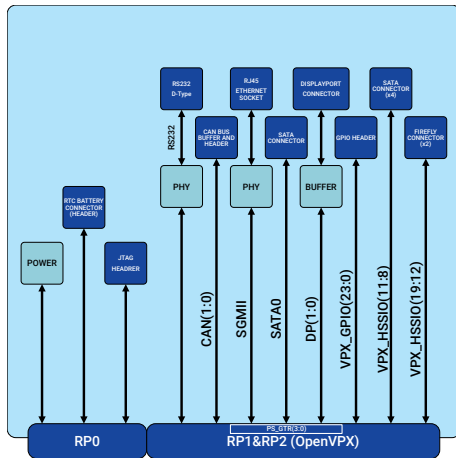 RS232
D-Type
RJ45
ETHERNET
SOCKET
DISPLAYPORT
CONNECTOR
SATA
CONNECTOR
(x4)
CAN BUS
BUFFER AND
HEADER
SATA
CONNECTOR
GPIO HEADER
FIREFLY
CONNECTOR
(x2)
RS232
PHY
PHY
BUFFER
RTC BATTERY
CONNECTOR
(HEADER)
POWER
JTAG
HEADRER
CAN(1:0)
SGMII
SATA0
DP(1:0)
VPX_GPIO(23:0)
VPX_HSSIO(11:8)
VPX_HSSIO(19:12)
PS_GTR(3:0)
RP0
RP1&RP2 (OpenVPX)